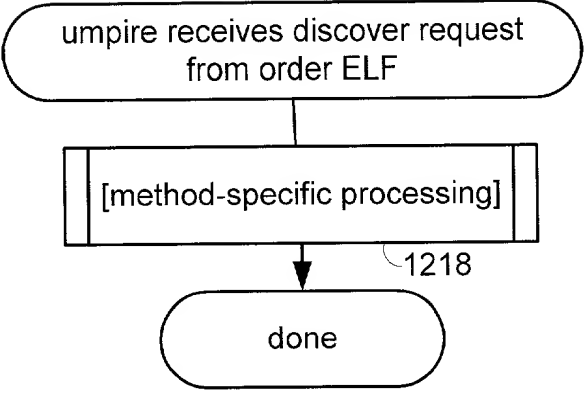 umpire receives discover request
from order ELF
[method-specific processing]
1218
done